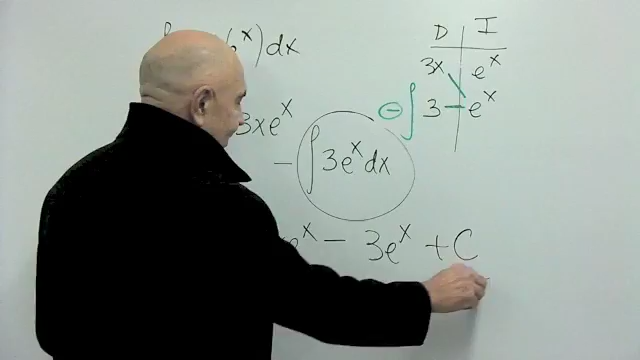 ∫ e^x) dx
D I
3x e^x
⊖ ∫ 3 e^x
3xe^x
− ∫ 3e^x dx
e^x − 3e^x + C